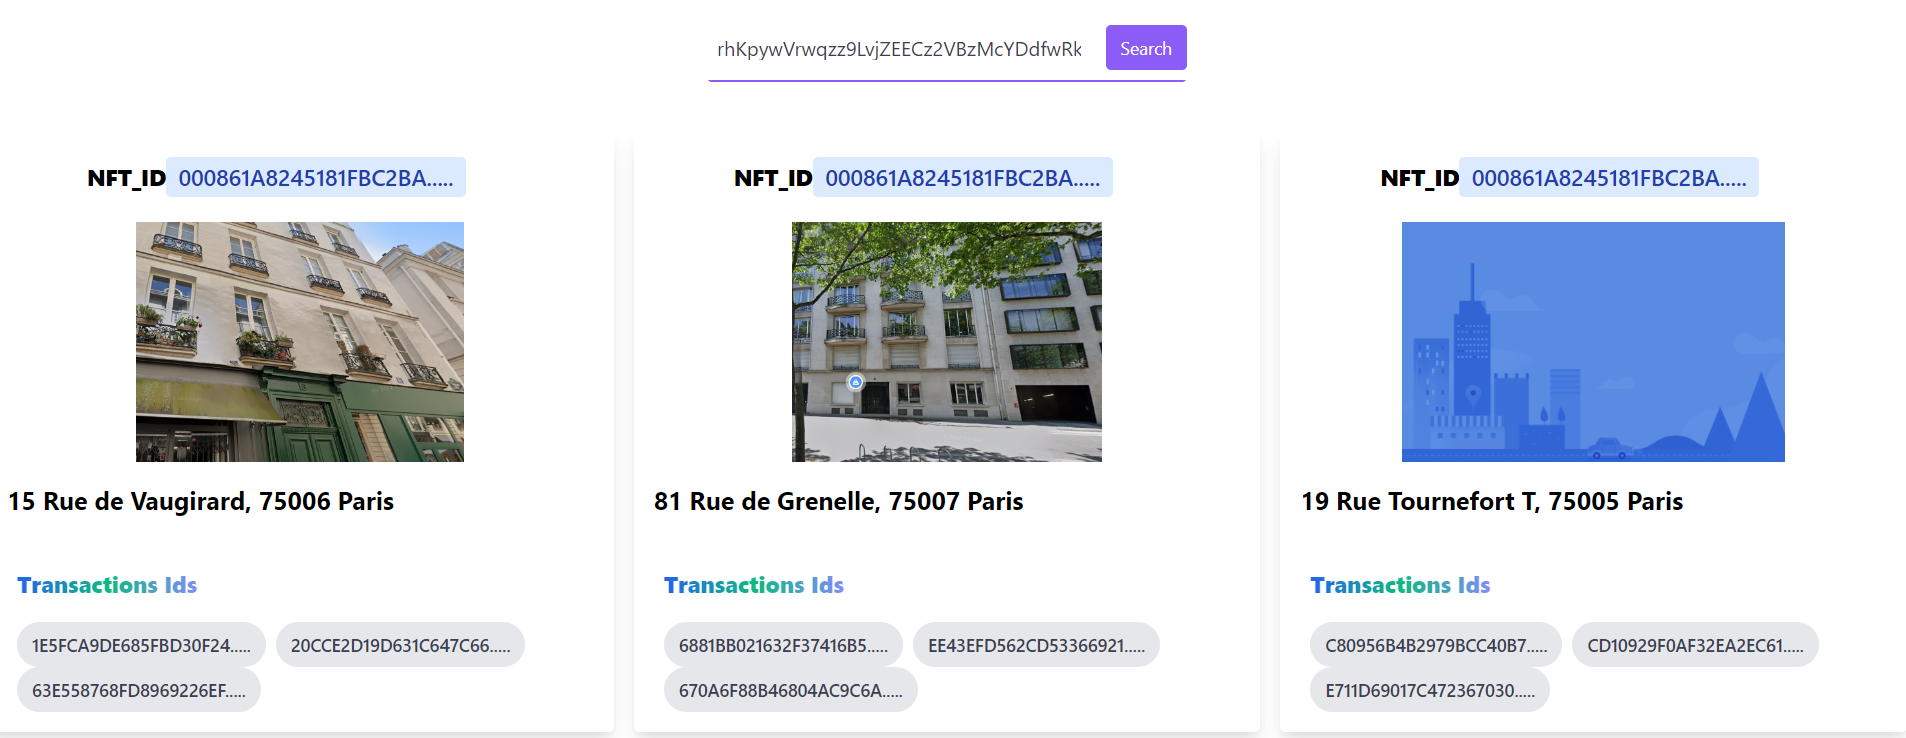 rhKpywVrwqzz9LvjZEECz2VBzMcYDdfwRk
Search
NFT_ID 000861A8245181FBC2BA.....
15 Rue de Vaugirard, 75006 Paris
Transactions Ids
1E5FCA9DE685FBD30F24.....
20CCE2D19D631C647C66.....
63E558768FD8969226EF.....
NFT_ID 000861A8245181FBC2BA.....
81 Rue de Grenelle, 75007 Paris
Transactions Ids
6881BB021632F37416B5.....
EE43EFD562CD53366921.....
670A6F88B46804AC9C6A.....
NFT_ID 000861A8245181FBC2BA.....
19 Rue Tournefort T, 75005 Paris
Transactions Ids
C80956B4B2979BCC40B7.....
CD10929F0AF32EA2EC61.....
E711D69017C472367030.....